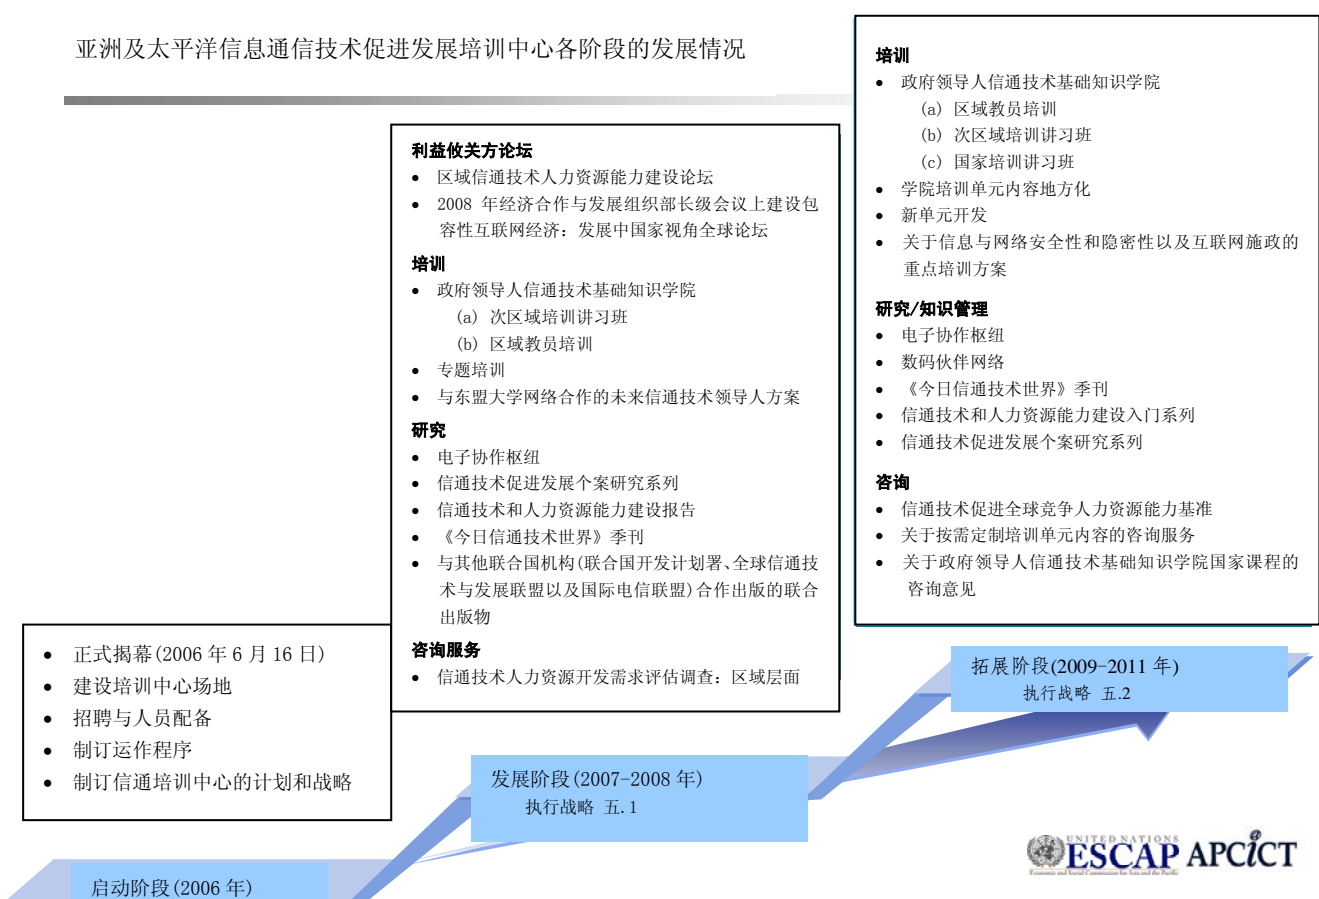 亚洲及太平洋信息通信技术促进发展培训中心各阶段的发展情况
• 正式揭幕(2006 年 6 月 16 日)
• 建设培训中心场地
• 招聘与人员配备
• 制订运作程序
• 制订信通培训中心的计划和战略
启动阶段(2006 年)
利益攸关方论坛
• 区域信通技术人力资源能力建设论坛
• 2008 年经济合作与发展组织部长级会议上建设包
容性互联网经济：发展中国家视角全球论坛
培训
• 政府领导人信通技术基础知识学院
(a) 次区域培训讲习班
(b) 区域教员培训
• 专题培训
• 与东盟大学网络合作的未来信通技术领导人方案
研究
• 电子协作枢纽
• 信通技术促进发展个案研究系列
• 信通技术和人力资源能力建设报告
• 《今日信通技术世界》季刊
• 与其他联合国机构(联合国开发计划署、全球信通技
术与发展联盟以及国际电信联盟)合作出版的联合
出版物
咨询服务
• 信通技术人力资源开发需求评估调查：区域层面
发展阶段(2007-2008 年)
执行战略 五.1
培训
• 政府领导人信通技术基础知识学院
(a) 区域教员培训
(b) 次区域培训讲习班
(c) 国家培训讲习班
• 学院培训单元内容地方化
• 新单元开发
• 关于信息与网络安全性和隐密性以及互联网施政的
重点培训方案
研究/知识管理
• 电子协作枢纽
• 数码伙伴网络
• 《今日信通技术世界》季刊
• 信通技术和人力资源能力建设入门系列
• 信通技术促进发展个案研究系列
咨询
• 信通技术促进全球竞争人力资源能力基准
• 关于按需定制培训单元内容的咨询服务
• 关于政府领导人信通技术基础知识学院国家课程的
咨询意见
拓展阶段(2009-2011 年)
执行战略 五.2
UNITED NATIONS
ESCAP APCICT
Economic and Social Commission for Asia and the Pacific